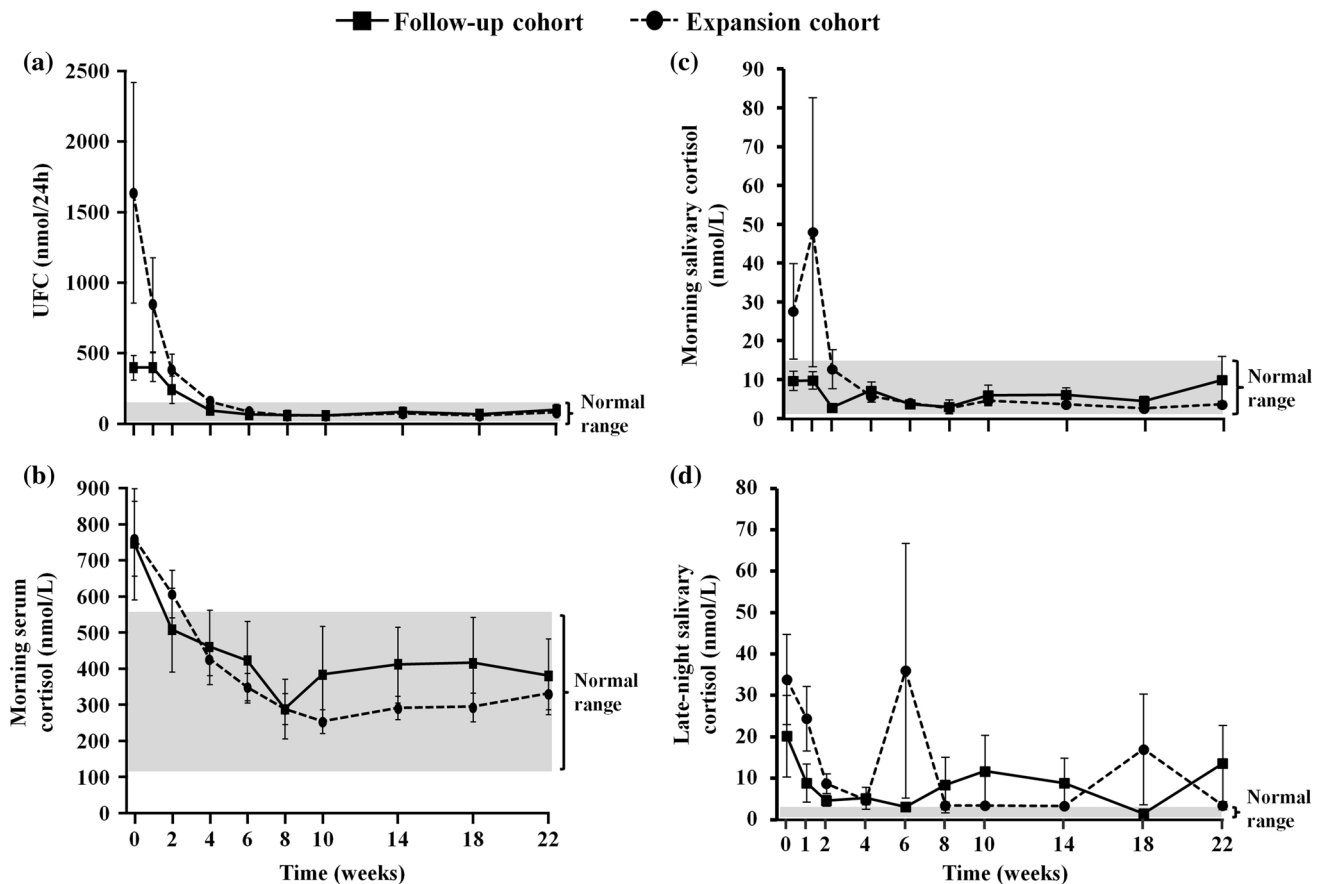 Follow-up cohort
Expansion cohort
(a)
2500
2000
1500
1000
500
0
UFC (nmol/24h)
Normal
range
(b)
900
800
700
600
500
400
300
200
100
0
Morning serum
cortisol (nmol/L)
Normal
range
0 2 4 6 8 10 14 18 22
Time (weeks)
(c)
90
80
70
60
50
40
30
20
10
0
Morning salivary cortisol
(nmol/L)
Normal
range
(d)
80
70
60
50
40
30
20
10
0
Late-night salivary
cortisol (nmol/L)
Normal
range
0 1 2 4 6 8 10 14 18 22
Time (weeks)